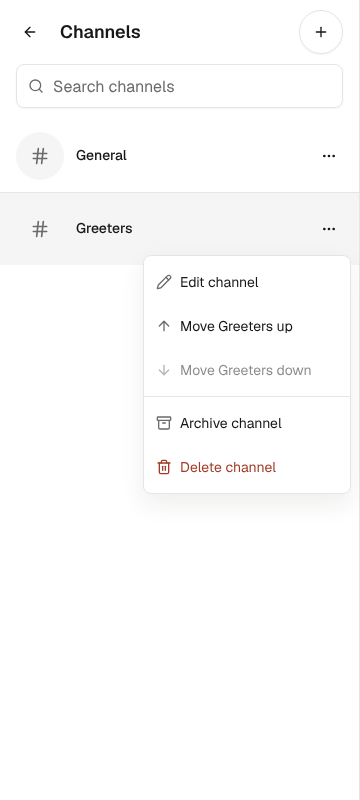 Channels
Search channels
General
Greeters
Edit channel
Move Greeters up
Move Greeters down
Archive channel
Delete channel